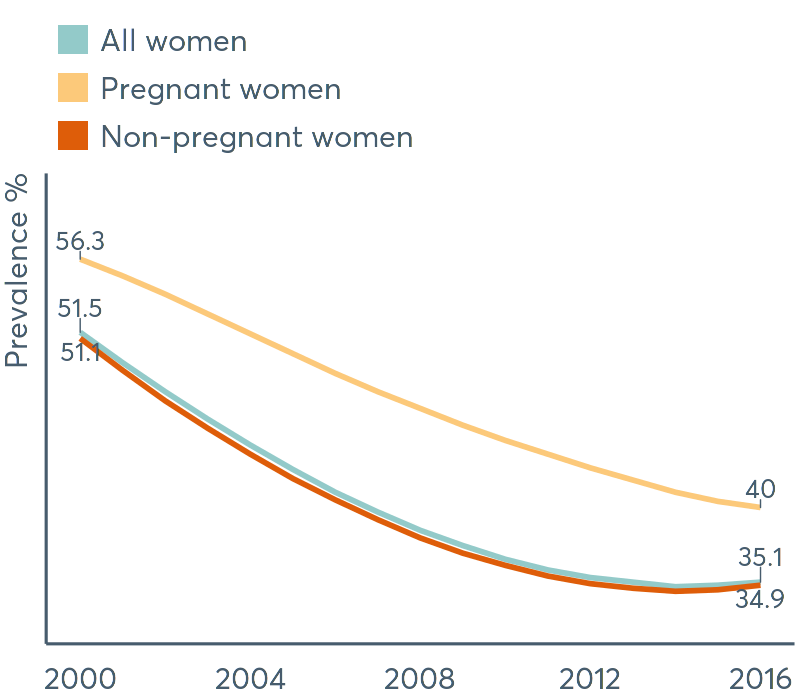 All women
Pregnant women
Non-pregnant women
Prevalence %
56.3
51.5
51.1
40
35.1
34.9
2000 2004 2008 2012 2016